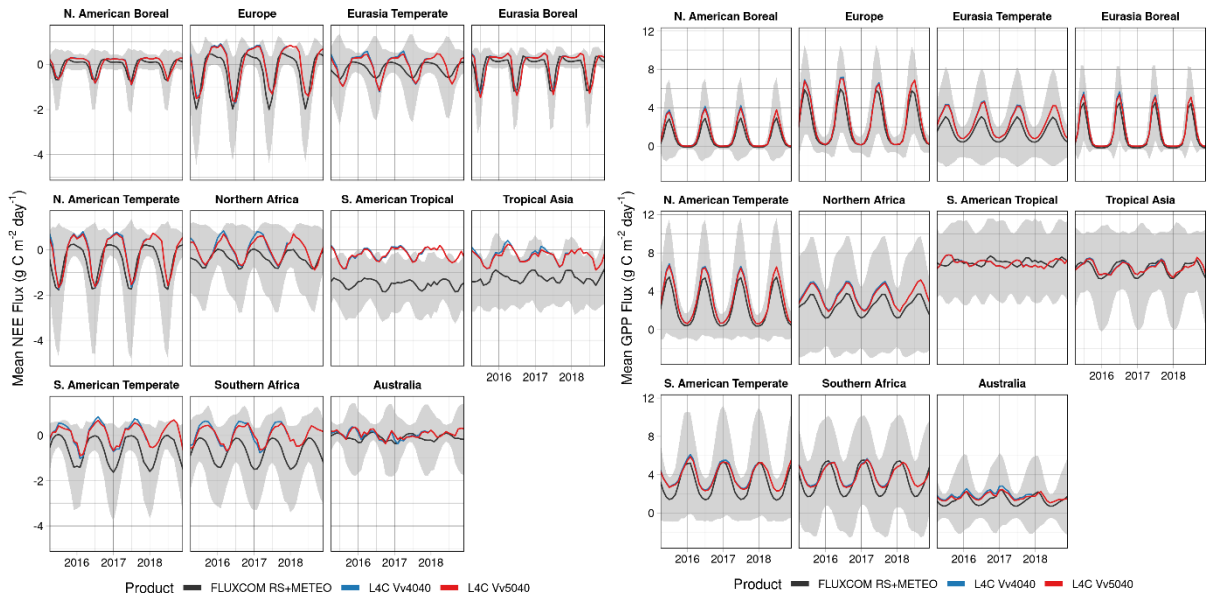 N. American Boreal Europe Eurasia Temperate Eurasia Boreal
0
-2
-4
N. American Temperate Northern Africa S. American Tropical Tropical Asia
0
-2
-4
2016 2017 2018
S. American Temperate Southern Africa Australia
0
-2
-4
2016 2017 2018 2016 2017 2018 2016 2017 2018
Mean NEE Flux (g C m⁻² day⁻¹)
Product FLUXCOM RS+METEO L4C Vv4040 L4C Vv5040
N. American Boreal Europe Eurasia Temperate Eurasia Boreal
12
8
4
0
N. American Temperate Northern Africa S. American Tropical Tropical Asia
12
8
4
0
2016 2017 2018
S. American Temperate Southern Africa Australia
12
8
4
0
2016 2017 2018 2016 2017 2018 2016 2017 2018
Mean GPP Flux (g C m⁻² day⁻¹)
Product FLUXCOM RS+METEO L4C Vv4040 L4C Vv5040